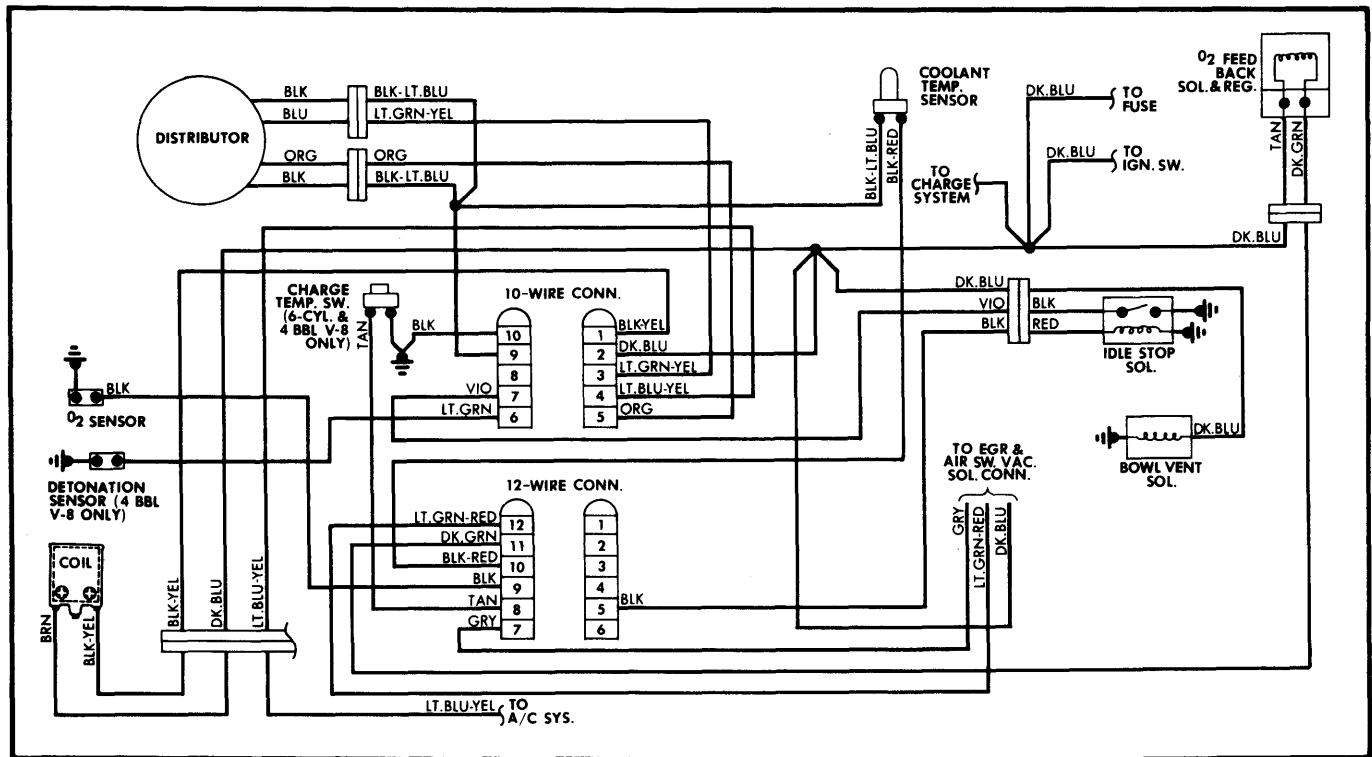 DISTRIBUTOR
BLK
BLK-LT.BLU
BLU
LT.GRN-YEL
ORG
ORG
BLK
BLK-LT.BLU
COOLANT
TEMP.
SENSOR
BLK-LT.BLU
BLK-RED
DK.BLU
TO
FUSE
DK.BLU
TO
IGN. SW.
TO
CHARGE
SYSTEM
O2 FEED
BACK
SOL.& REG.
TAN
DK.GRN
DK.BLU
CHARGE
TEMP. SW.
(6-CYL. &
4 BBL V-8
ONLY)
TAN
BLK
10-WIRE CONN.
10
9
8
7
6
VIO
LT.GRN
1
2
3
4
5
BLK-YEL
DK.BLU
LT.GRN-YEL
LT.BLU-YEL
ORG
DK.BLU
VIO
BLK
BLK
RED
IDLE STOP
SOL.
DK.BLU
BOWL VENT
SOL.
BLK
O2 SENSOR
DETONATION
SENSOR (4 BBL
V-8 ONLY)
12-WIRE CONN.
LT.GRN-RED
DK.GRN
BLK-RED
BLK
TAN
GRY
12
11
10
9
8
7
1
2
3
4
5
6
BLK
TO EGR &
AIR SW. VAC.
SOL. CONN.
GRY
LT.GRN-RED
DK.BLU
COIL
BRN
BLK-YEL
BLK-YEL
DK.BLU
LT.BLU-YEL
LT.BLU-YEL
TO
A/C SYS.